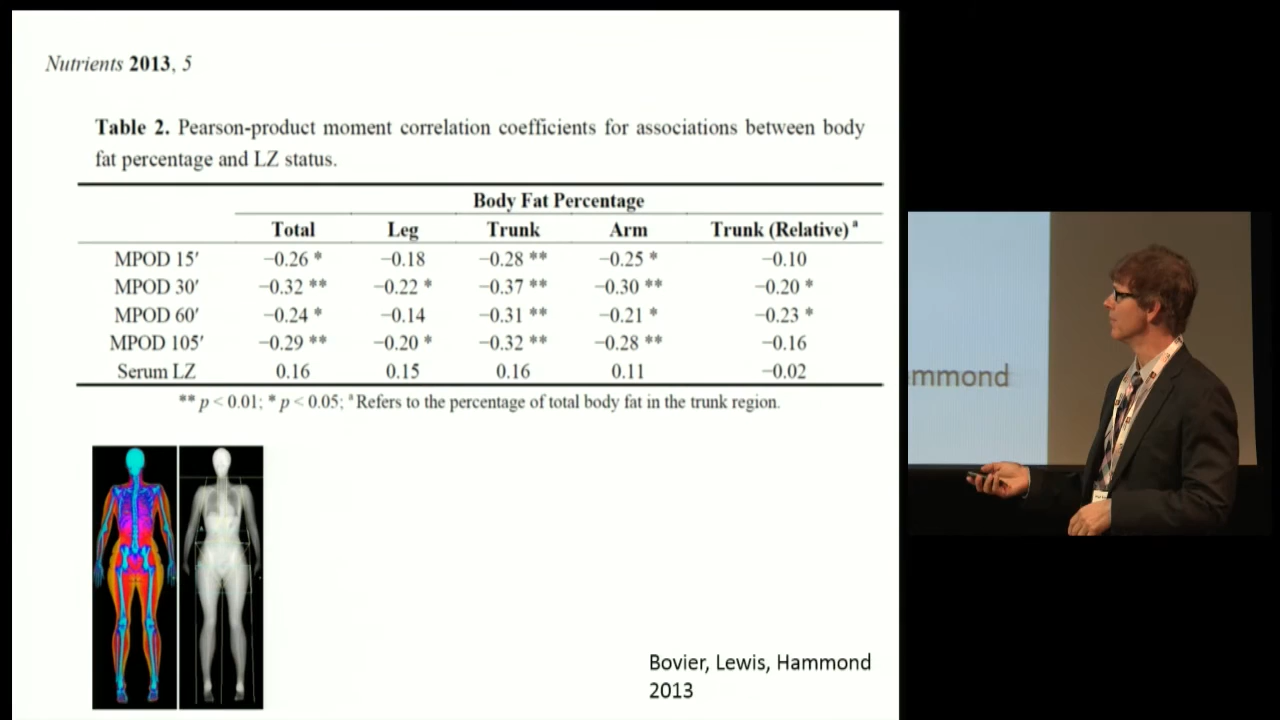 Nutrients 2013, 5
Table 2. Pearson-product moment correlation coefficients for associations between body
fat percentage and LZ status.
Body Fat Percentage
Total Leg Trunk Arm Trunk (Relative) ª
MPOD 15′ −0.26 * −0.18 −0.28 ** −0.25 * −0.10
MPOD 30′ −0.32 ** −0.22 * −0.37 ** −0.30 ** −0.20 *
MPOD 60′ −0.24 * −0.14 −0.31 ** −0.21 * −0.23 *
MPOD 105′ −0.29 ** −0.20 * −0.32 ** −0.28 ** −0.16
Serum LZ 0.16 0.15 0.16 0.11 −0.02
** p < 0.01; * p < 0.05; ª Refers to the percentage of total body fat in the trunk region.
Bovier, Lewis, Hammond
2013
mmond